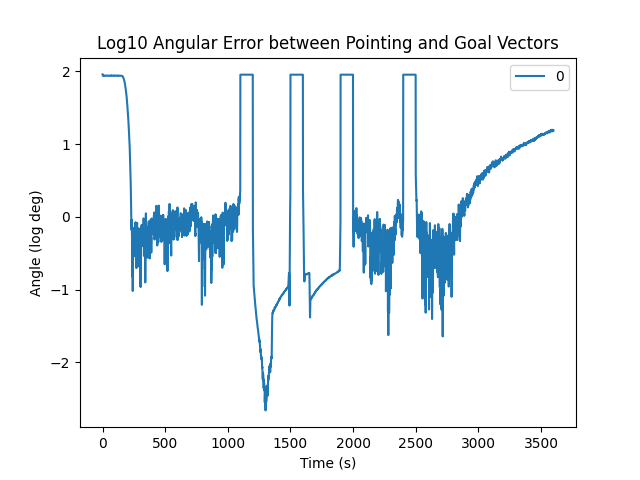 Log10 Angular Error between Pointing and Goal Vectors
0
2
1
0
−1
−2
Angle (log deg)
0 500 1000 1500 2000 2500 3000 3500
Time (s)